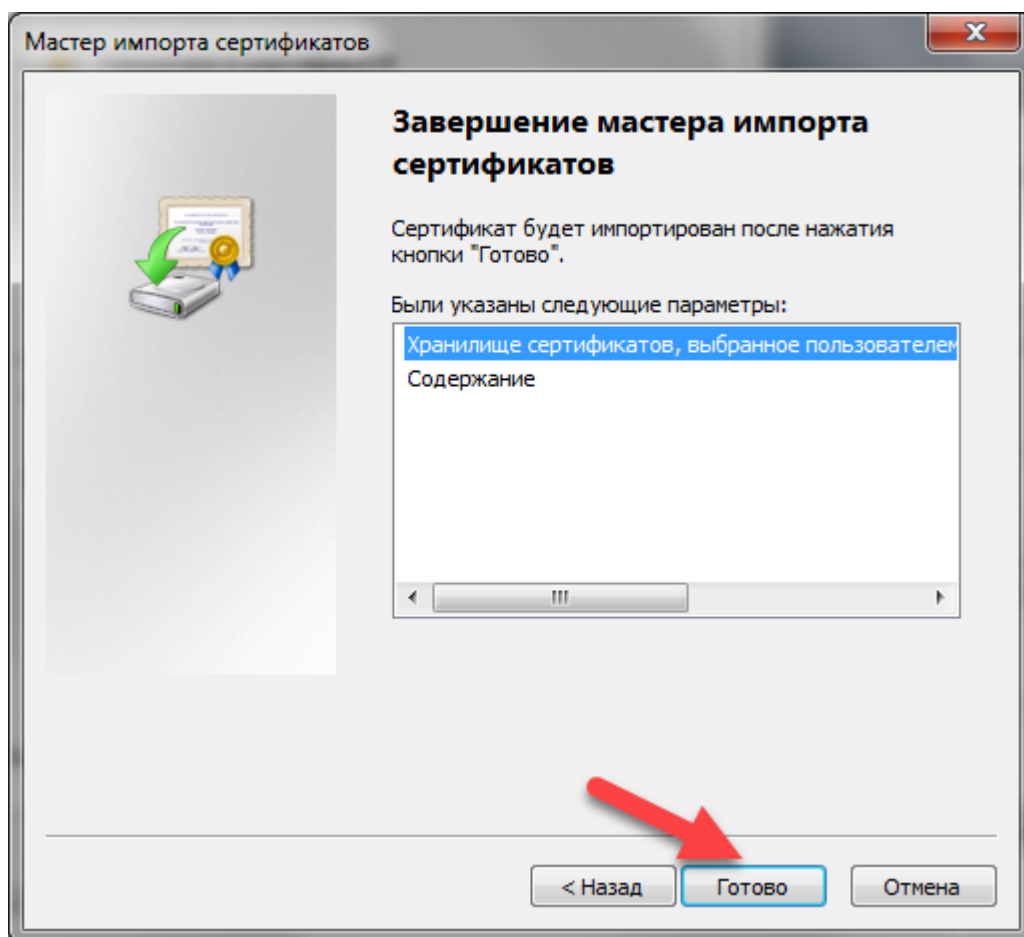 Мастер импорта сертификатов
Завершение мастера импорта
сертификатов
Сертификат будет импортирован после нажатия
кнопки "Готово".
Были указаны следующие параметры:
Хранилище сертификатов, выбранное пользователем
Содержание
< Назад
Готово
Отмена